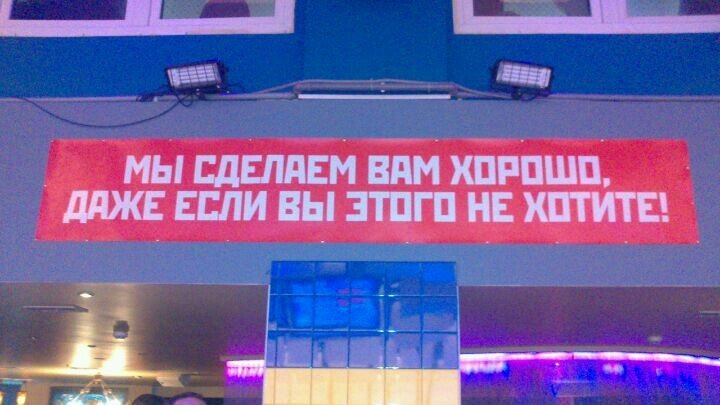 МЫ СДЕЛАЕМ ВАМ ХОРОШО,
ДАЖЕ ЕСЛИ ВЫ ЭТОГО НЕ ХОТИТЕ!